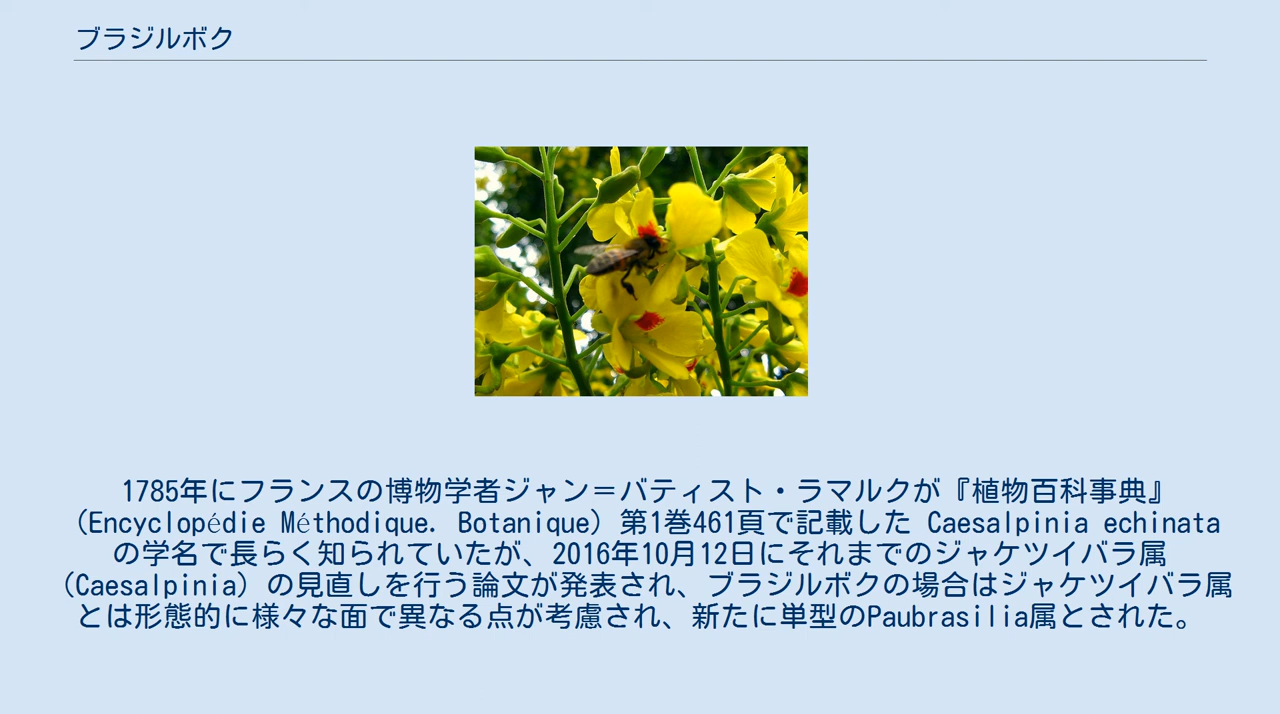 ブラジルボク
1785年にフランスの博物学者ジャン＝バティスト・ラマルクが『植物百科事典』
（Encyclopédie Méthodique. Botanique）第1巻461頁で記載した Caesalpinia echinata
の学名で長らく知られていたが、2016年10月12日にそれまでのジャケツイバラ属
（Caesalpinia）の見直しを行う論文が発表され、ブラジルボクの場合はジャケツイバラ属
とは形態的に様々な面で異なる点が考慮され、新たに単型のPaubrasilia属とされた。